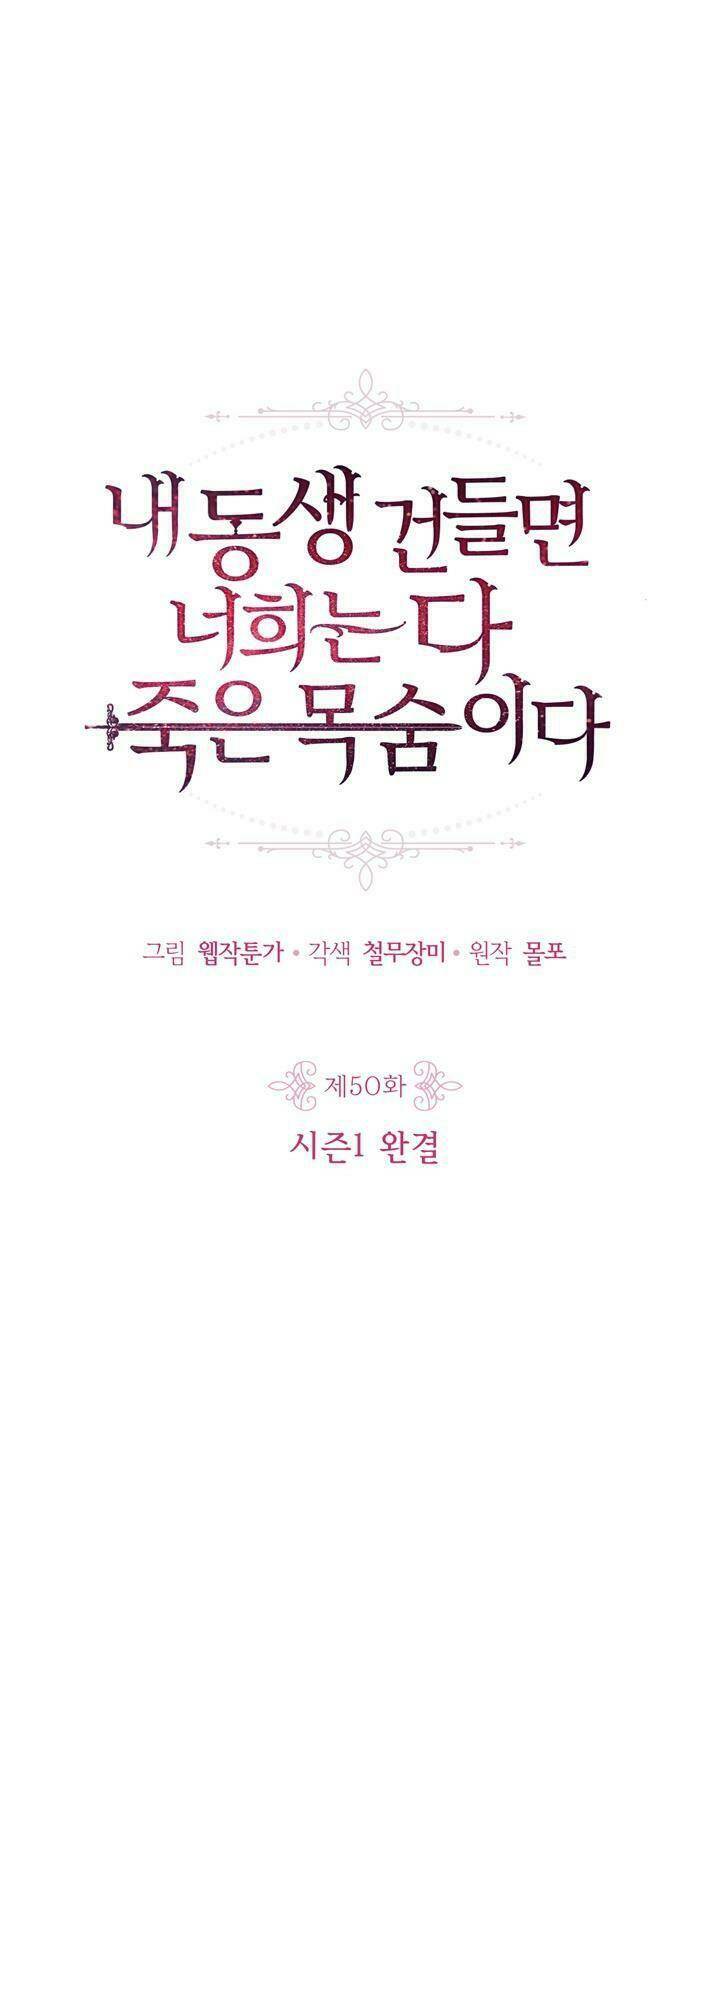 내 동생 건들면
너희는 다
죽은 목숨이다
그림 웹작툰가 • 각색 철무장미 • 원작 몰포
제50화
시즌1 완결